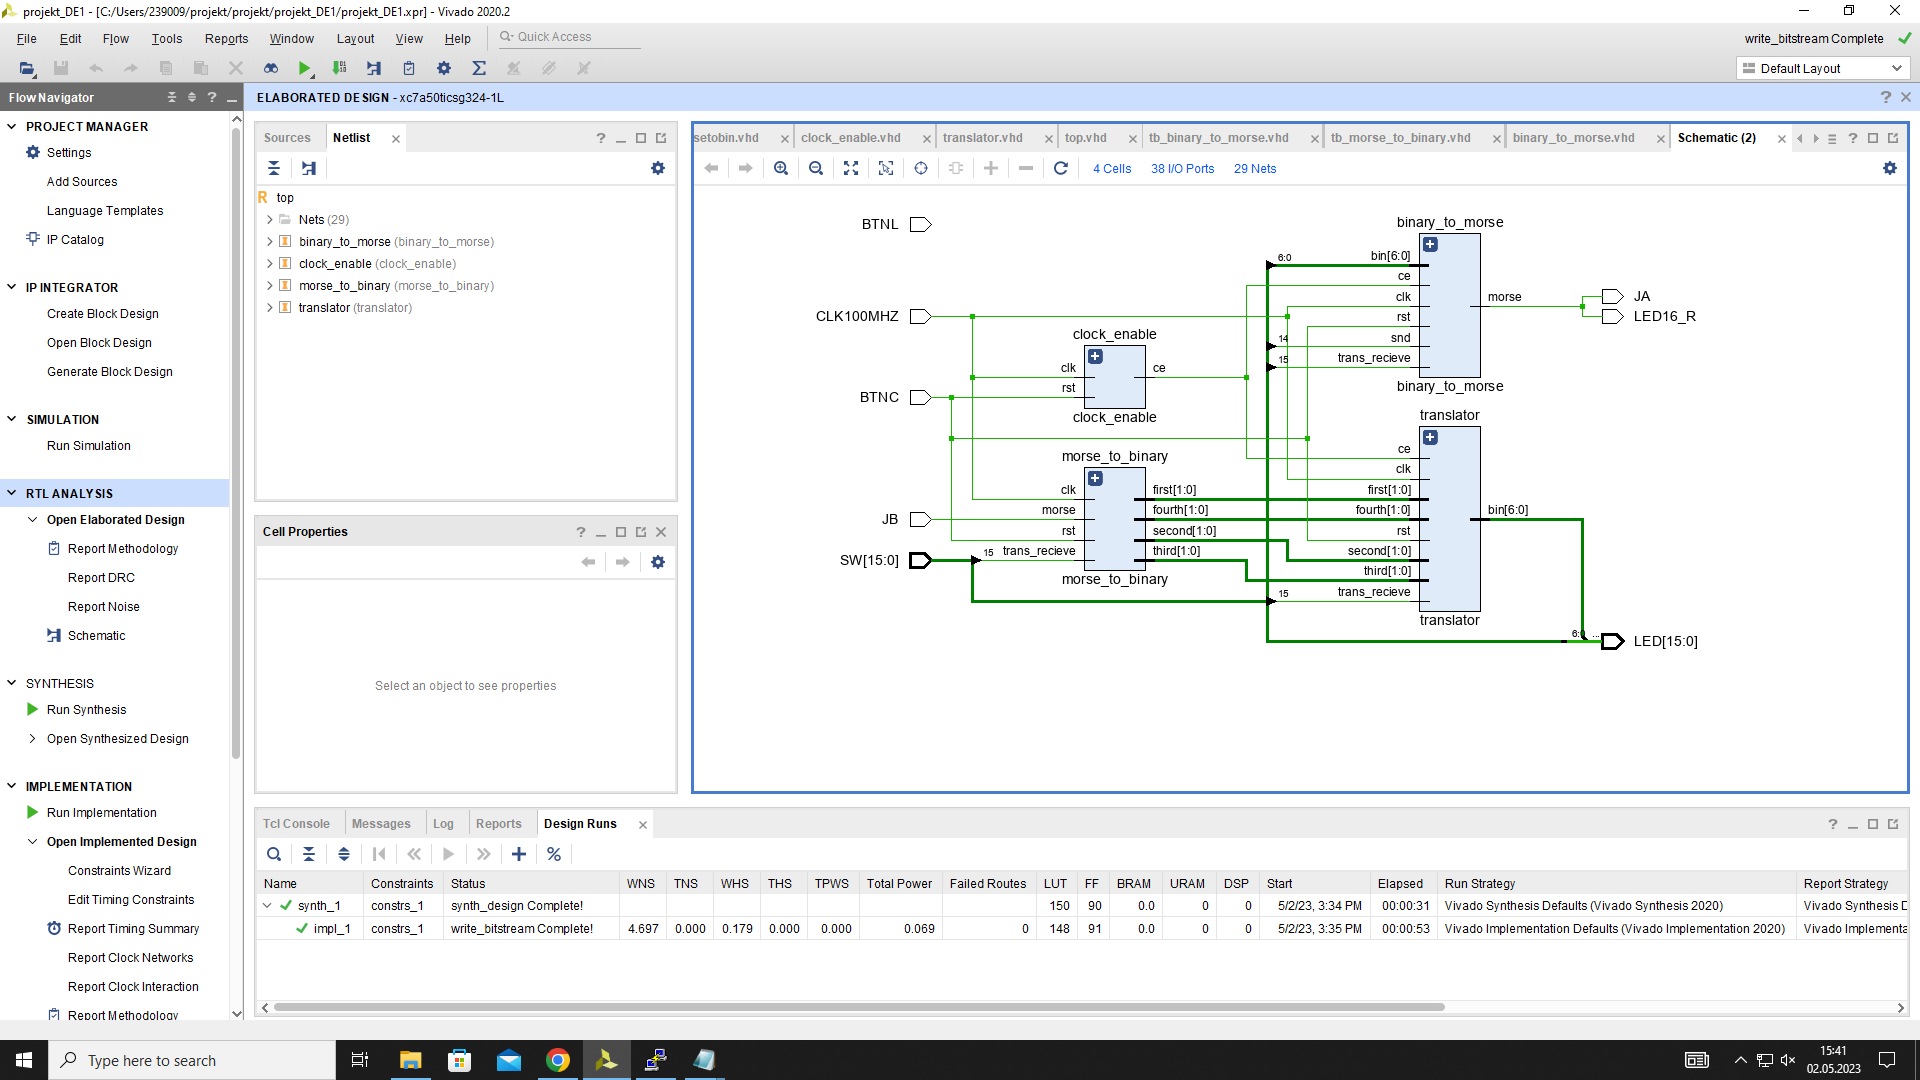 projekt_DE1 - [C:/Users/239009/projekt/projekt/projekt_DE1/projekt_DE1.xpr] - Vivado 2020.2
File Edit Flow Tools Reports Window Layout View Help Quick Access
write_bitstream Complete
Default Layout
Flow Navigator
PROJECT MANAGER
Settings
Add Sources
Language Templates
IP Catalog
IP INTEGRATOR
Create Block Design
Open Block Design
Generate Block Design
SIMULATION
Run Simulation
RTL ANALYSIS
Open Elaborated Design
Report Methodology
Report DRC
Report Noise
Schematic
SYNTHESIS
Run Synthesis
Open Synthesized Design
IMPLEMENTATION
Run Implementation
Open Implemented Design
Constraints Wizard
Edit Timing Constraints
Report Timing Summary
Report Clock Networks
Report Clock Interaction
Report Methodology
ELABORATED DESIGN - xc7a50ticsg324-1L
Sources Netlist
top
Nets (29)
binary_to_morse (binary_to_morse)
clock_enable (clock_enable)
morse_to_binary (morse_to_binary)
translator (translator)
Cell Properties
Select an object to see properties
setobin.vhd clock_enable.vhd translator.vhd top.vhd tb_binary_to_morse.vhd tb_morse_to_binary.vhd binary_to_morse.vhd Schematic (2)
4 Cells 38 I/O Ports 29 Nets
BTNL
CLK100MHZ
BTNC
JB
SW[15:0]
clock_enable
clk
rst
ce
clock_enable
morse_to_binary
clk
morse
rst
15 trans_recieve
first[1:0]
fourth[1:0]
second[1:0]
third[1:0]
morse_to_binary
binary_to_morse
6:0 bin[6:0]
ce
clk
rst
14 snd
15 trans_recieve
morse
binary_to_morse
translator
ce
clk
first[1:0]
fourth[1:0]
rst
second[1:0]
third[1:0]
15 trans_recieve
bin[6:0]
translator
JA
LED16_R
6:0 ...
LED[15:0]
Tcl Console Messages Log Reports Design Runs
Name Constraints Status WNS TNS WHS THS TPWS Total Power Failed Routes LUT FF BRAM URAM DSP Start Elapsed Run Strategy Report Strategy
synth_1 constrs_1 synth_design Complete! 150 90 0.0 0 0 5/2/23, 3:34 PM 00:00:31 Vivado Synthesis Defaults (Vivado Synthesis 2020) Vivado Synthesis D
impl_1 constrs_1 write_bitstream Complete! 4.697 0.000 0.179 0.000 0.000 0.069 0 148 91 0.0 0 0 5/2/23, 3:35 PM 00:00:53 Vivado Implementation Defaults (Vivado Implementation 2020) Vivado Implementa
Type here to search
15:41
02.05.2023